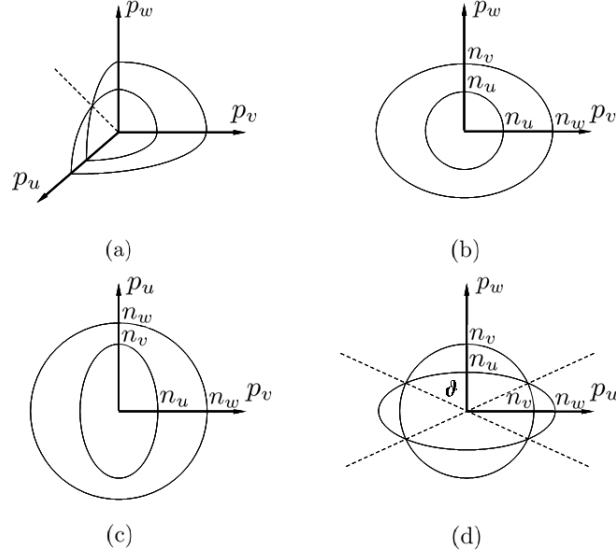 p_w
p_v
p_u
(a)
p_w
n_v
n_u
n_u n_w p_v
(b)
p_u
n_w
n_v
n_u n_w p_v
(c)
p_w
n_v
n_u
ϑ
n_v n_w p_u
(d)